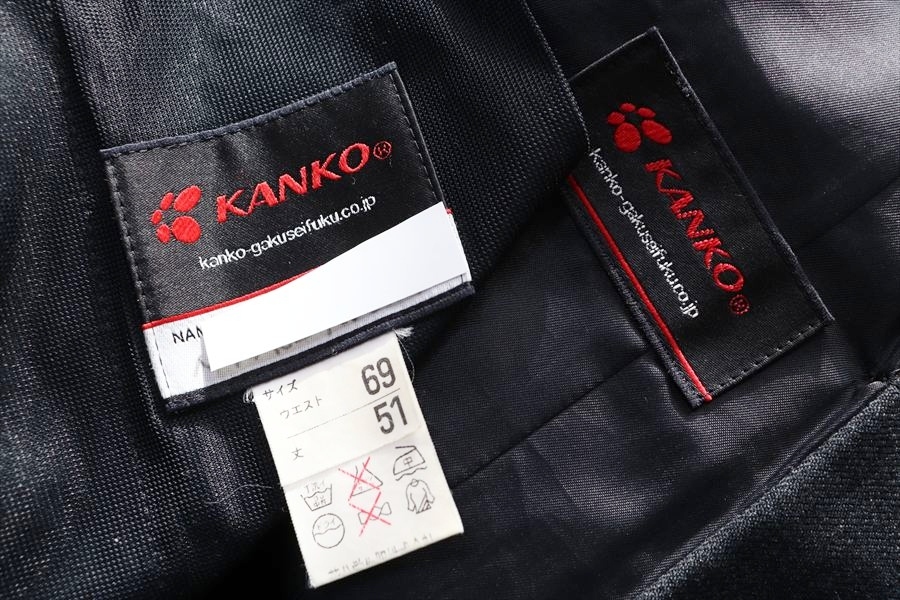 KANKO®
kanko-gakuseifuku.co.jp
サイズ
ウエスト 69
丈 51
中
KANKO®
kanko-gakuseifuku.co.jp